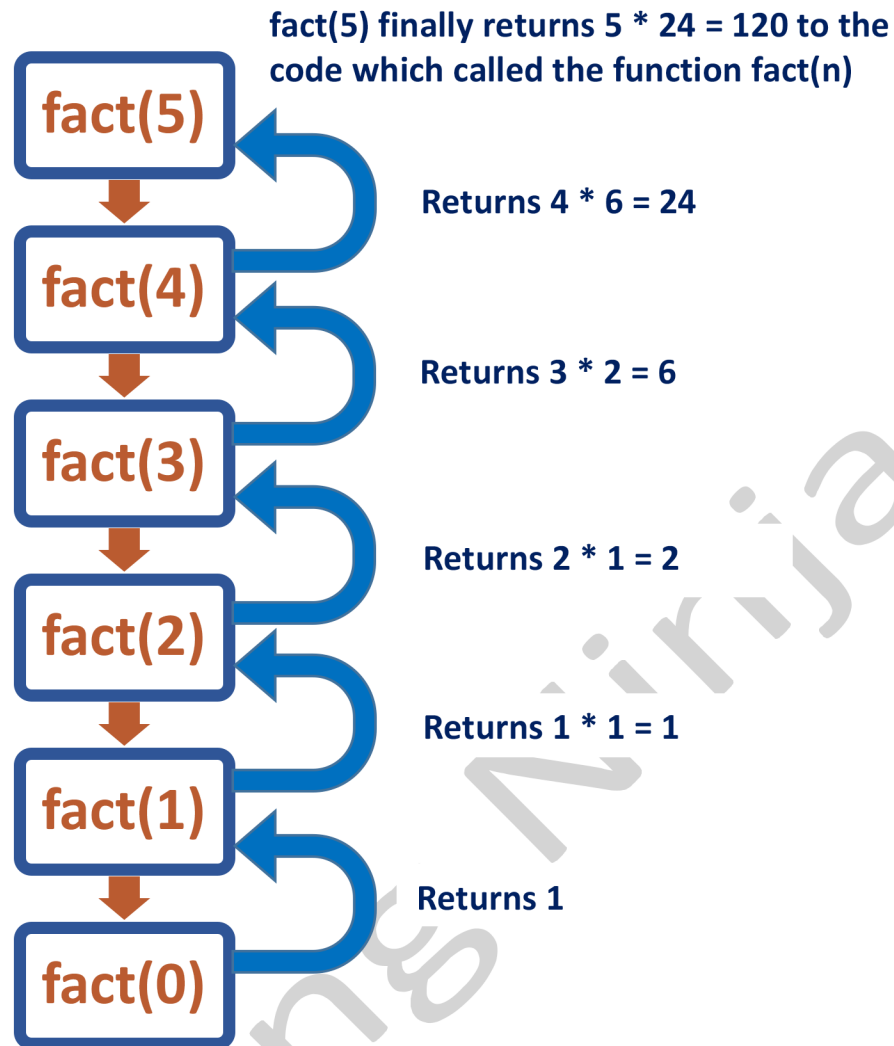 fact(5) finally returns 5 * 24 = 120 to the
code which called the function fact(n)
fact(5)
Returns 4 * 6 = 24
fact(4)
Returns 3 * 2 = 6
fact(3)
Returns 2 * 1 = 2
fact(2)
Returns 1 * 1 = 1
fact(1)
Returns 1
fact(0)
ng Ninja